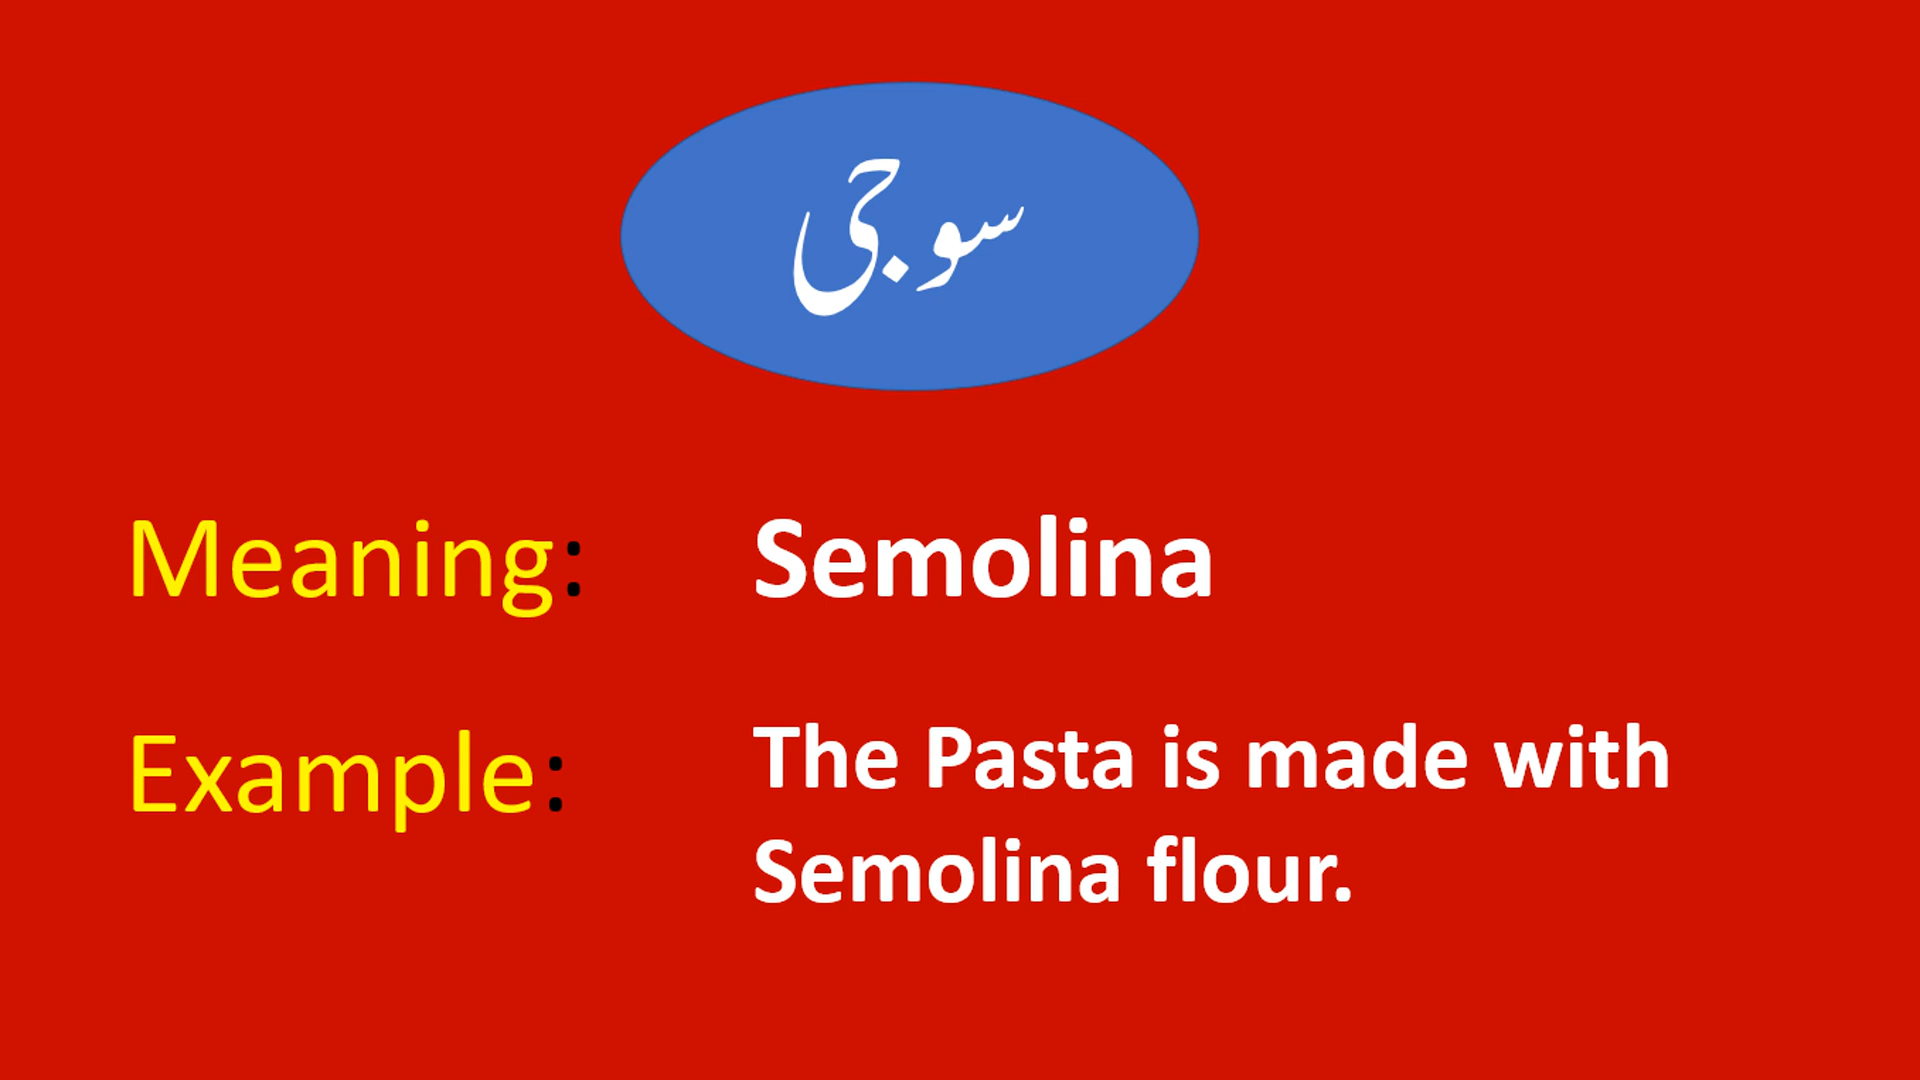 سوجی
Meaning: Semolina
Example: The Pasta is made with
Semolina flour.